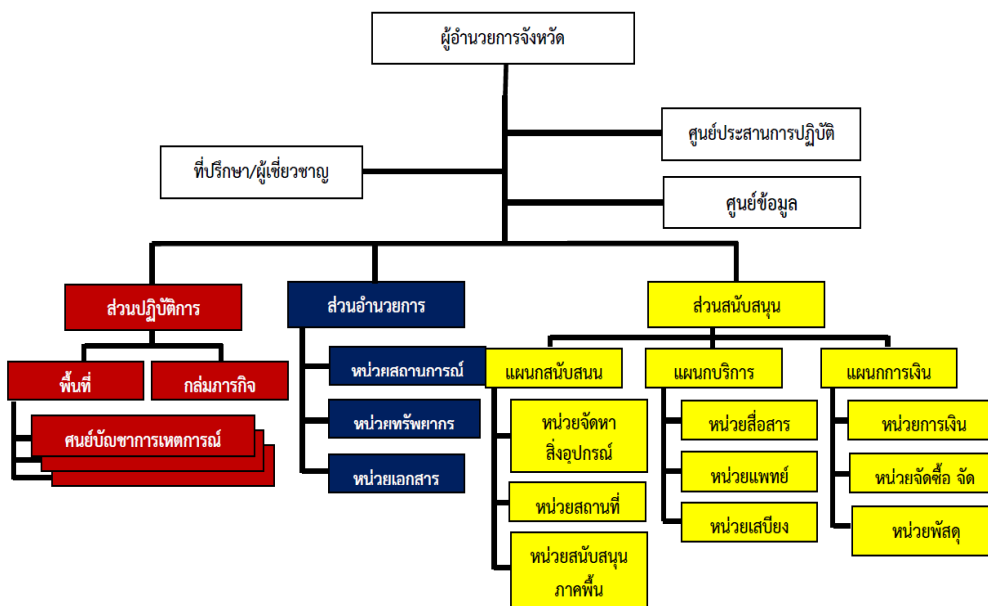 ผู้อำนวยการจังหวัด
ศูนย์ประสานการปฏิบัติ
ที่ปรึกษา/ผู้เชี่ยวชาญ
ศูนย์ข้อมูล
ส่วนปฏิบัติการ
ส่วนอำนวยการ
ส่วนสนับสนุน
พื้นที่
กลุ่มภารกิจ
ศูนย์บัญชาการเหตการณ์
หน่วยสถานการณ์
หน่วยทรัพยากร
หน่วยเอกสาร
แผนกสนับสนน
หน่วยจัดหา
สิ่งอุปกรณ์
หน่วยสถานที่
หน่วยสนับสนุน
ภาคพื้น
แผนกบริการ
หน่วยสื่อสาร
หน่วยแพทย์
หน่วยเสบียง
แผนกการเงิน
หน่วยการเงิน
หน่วยจัดซื้อ จัด
หน่วยพัสดุ